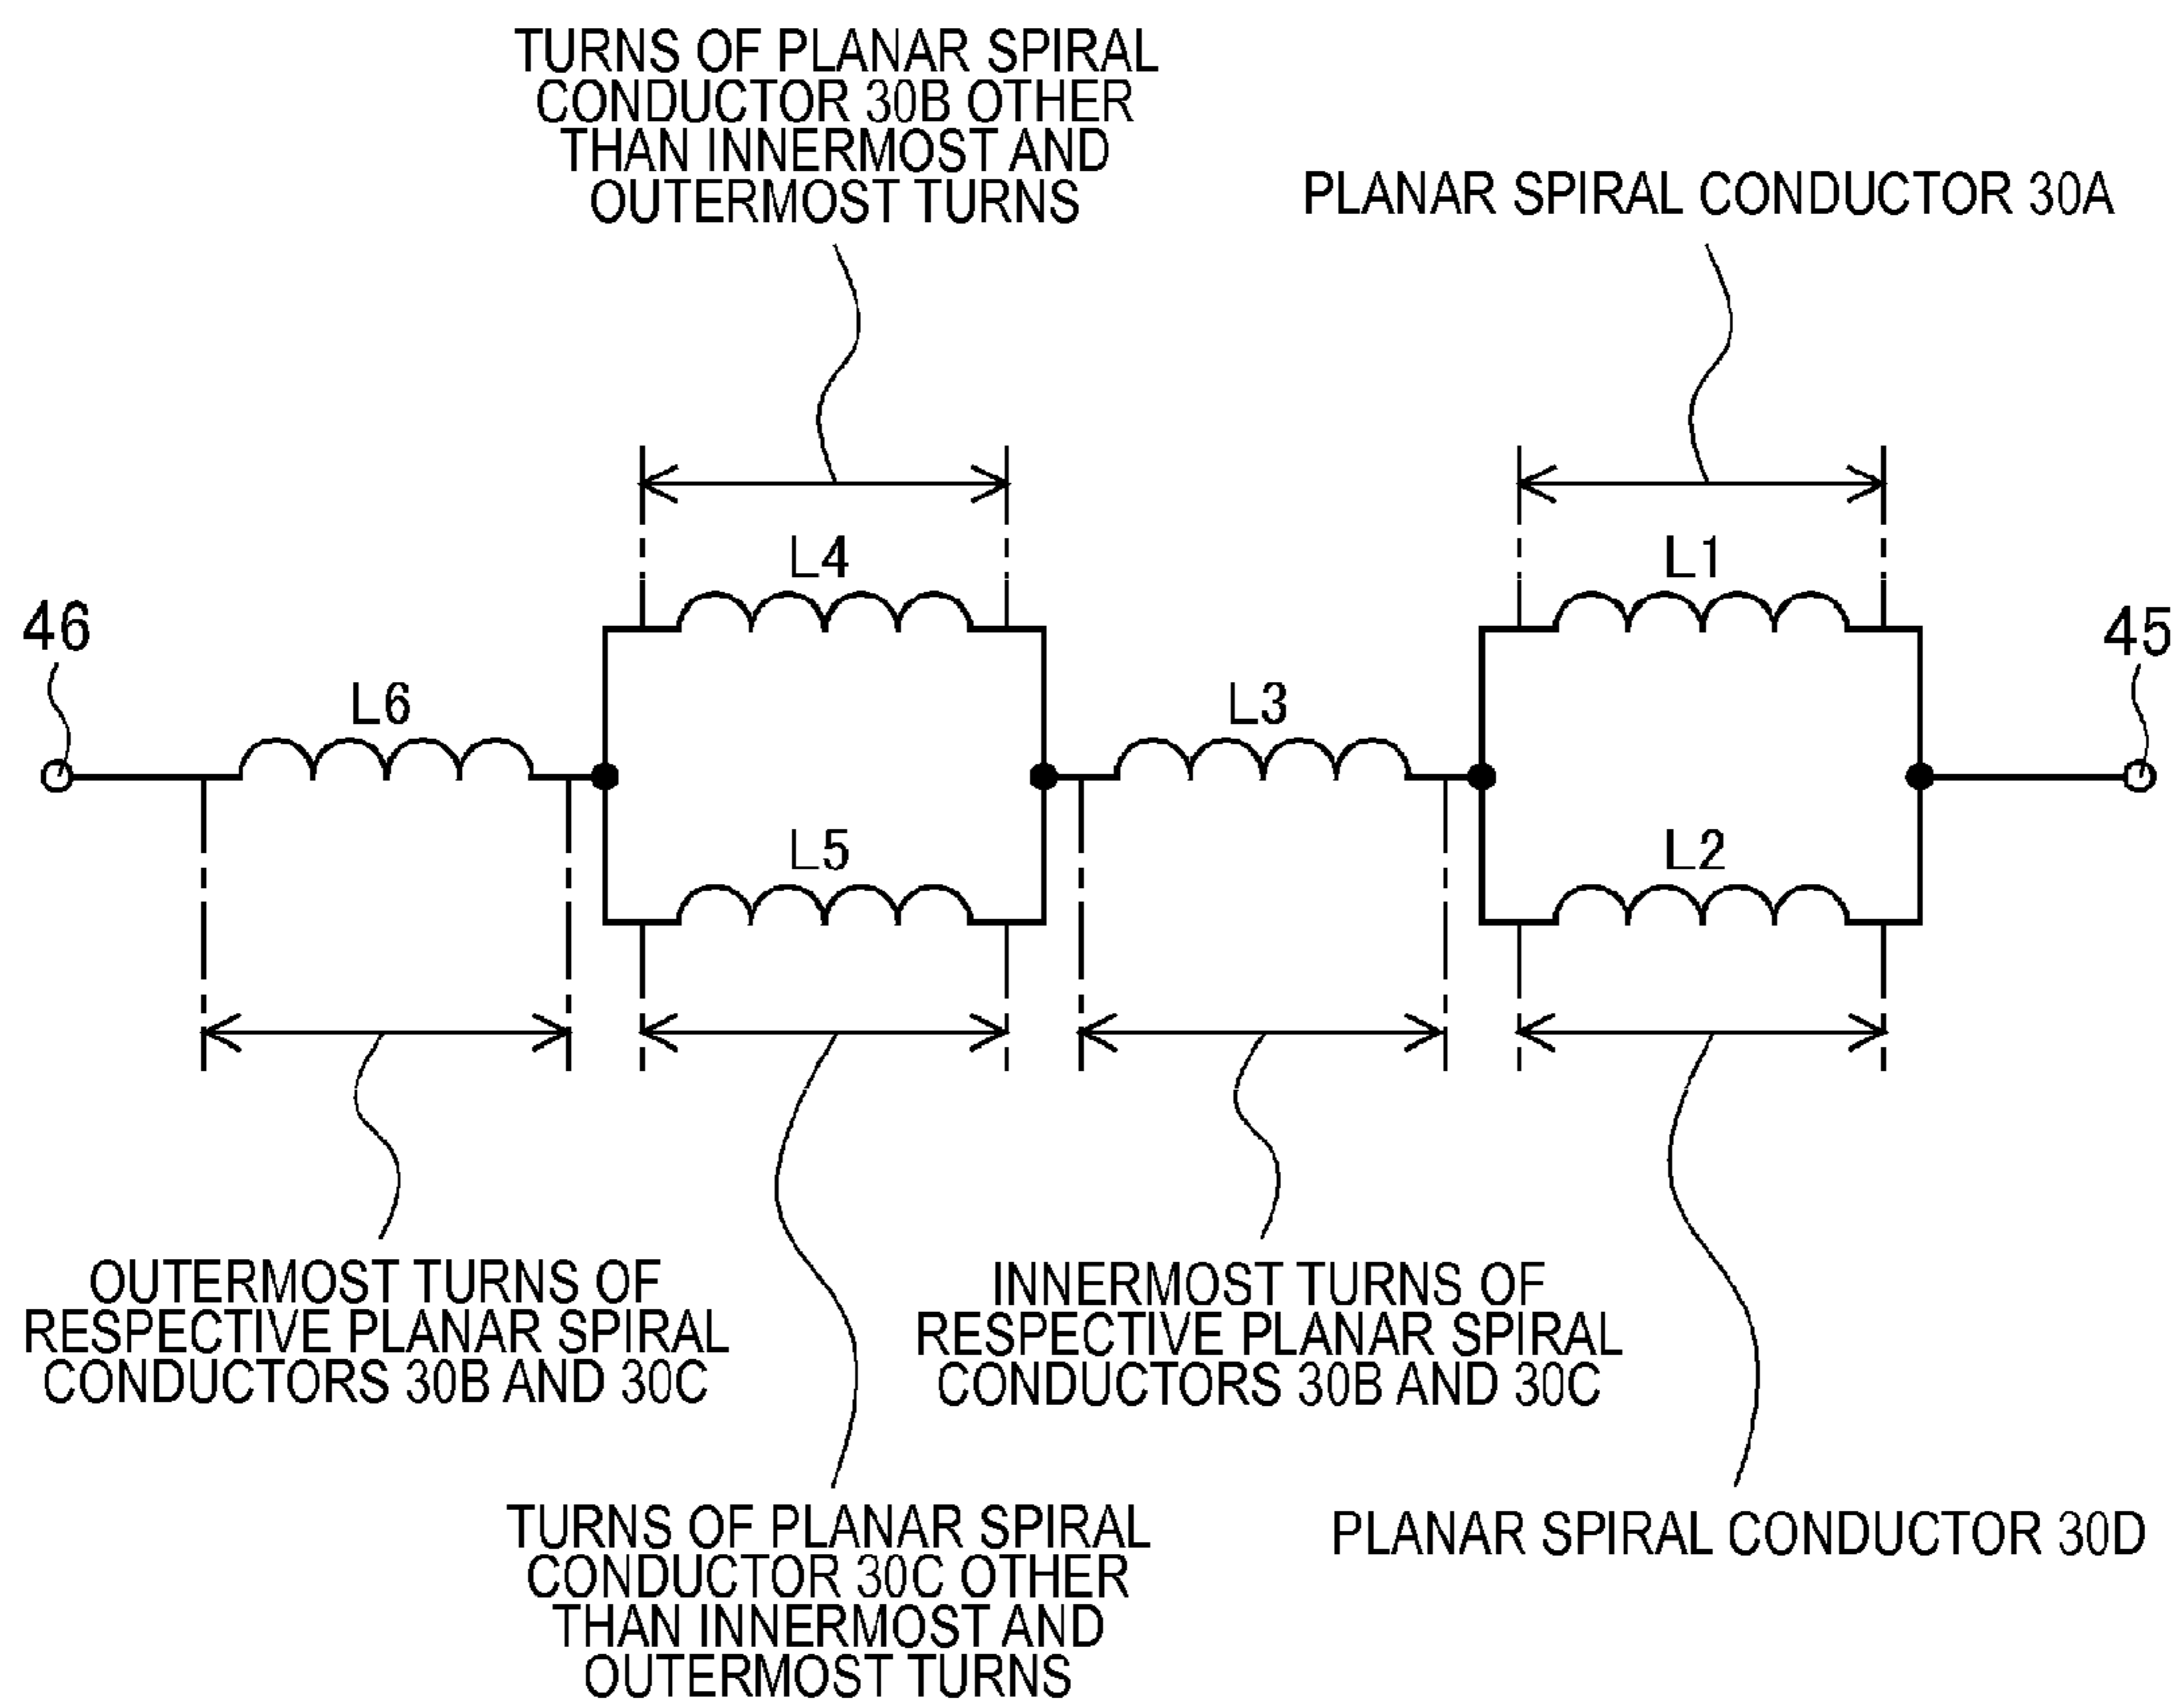 TURNS OF PLANAR SPIRAL
CONDUCTOR 30B OTHER
THAN INNERMOST AND
OUTERMOST TURNS
PLANAR SPIRAL CONDUCTOR 30A
L4
L1
46
45
L6
L3
L5
L2
OUTERMOST TURNS OF
RESPECTIVE PLANAR SPIRAL
CONDUCTORS 30B AND 30C
INNERMOST TURNS OF
RESPECTIVE PLANAR SPIRAL
CONDUCTORS 30B AND 30C
TURNS OF PLANAR SPIRAL
CONDUCTOR 30C OTHER
THAN INNERMOST AND
OUTERMOST TURNS
PLANAR SPIRAL CONDUCTOR 30D